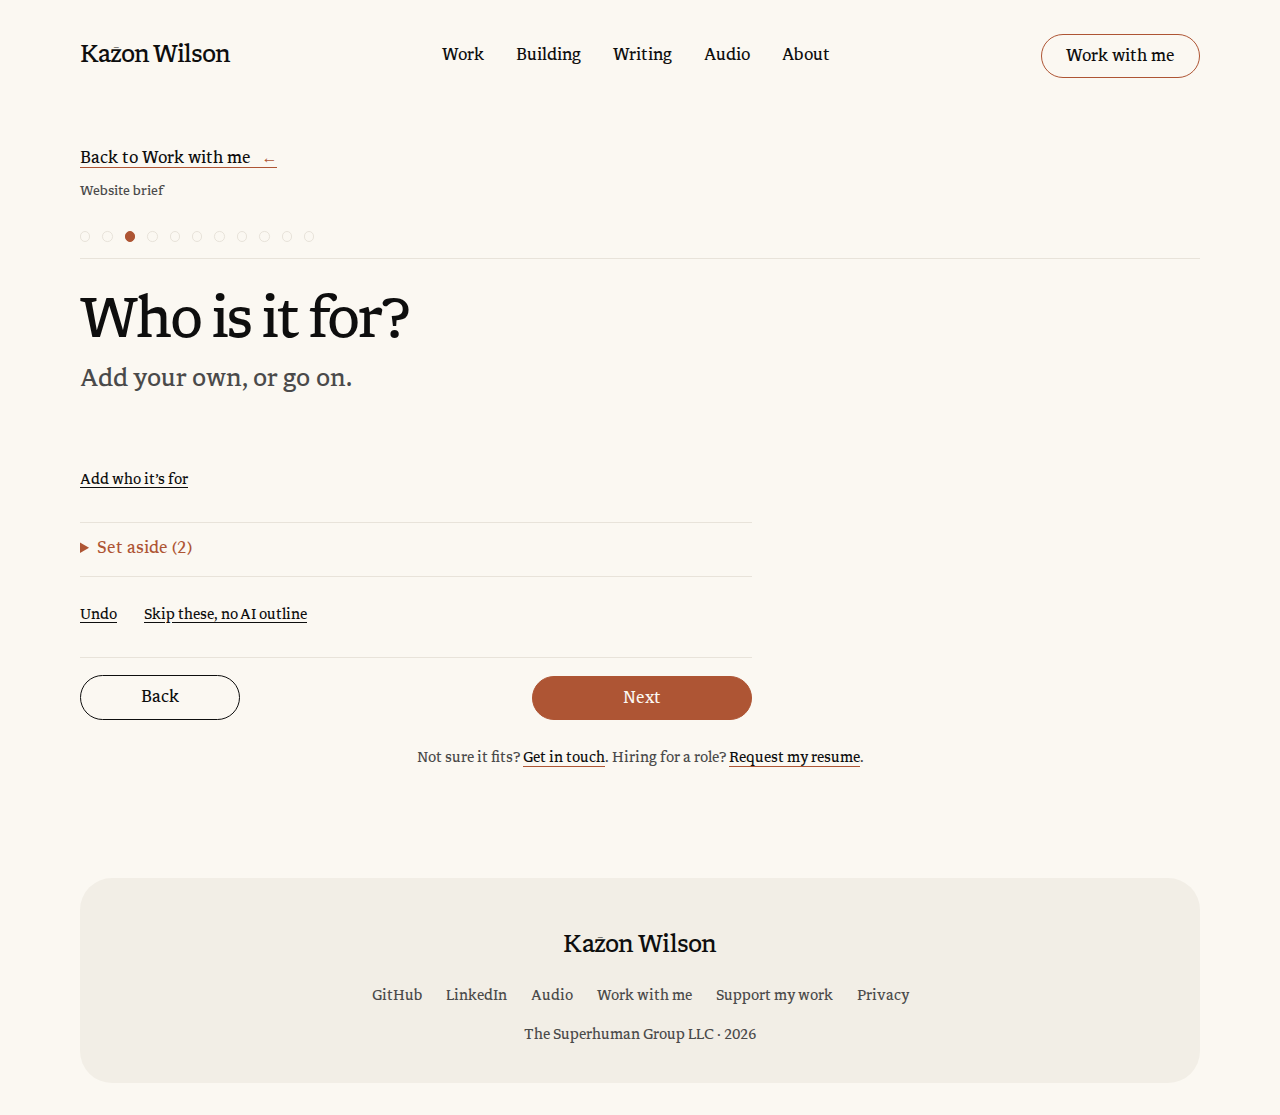 Kazon Wilson
Work Building Writing Audio About
Work with me
Back to Work with me ←
Website brief
Who is it for?
Add your own, or go on.
Add who it’s for
▶ Set aside (2)
Undo Skip these, no AI outline
Back Next
Not sure it fits? Get in touch. Hiring for a role? Request my resume.
Kazon Wilson
GitHub LinkedIn Audio Work with me Support my work Privacy
The Superhuman Group LLC · 2026